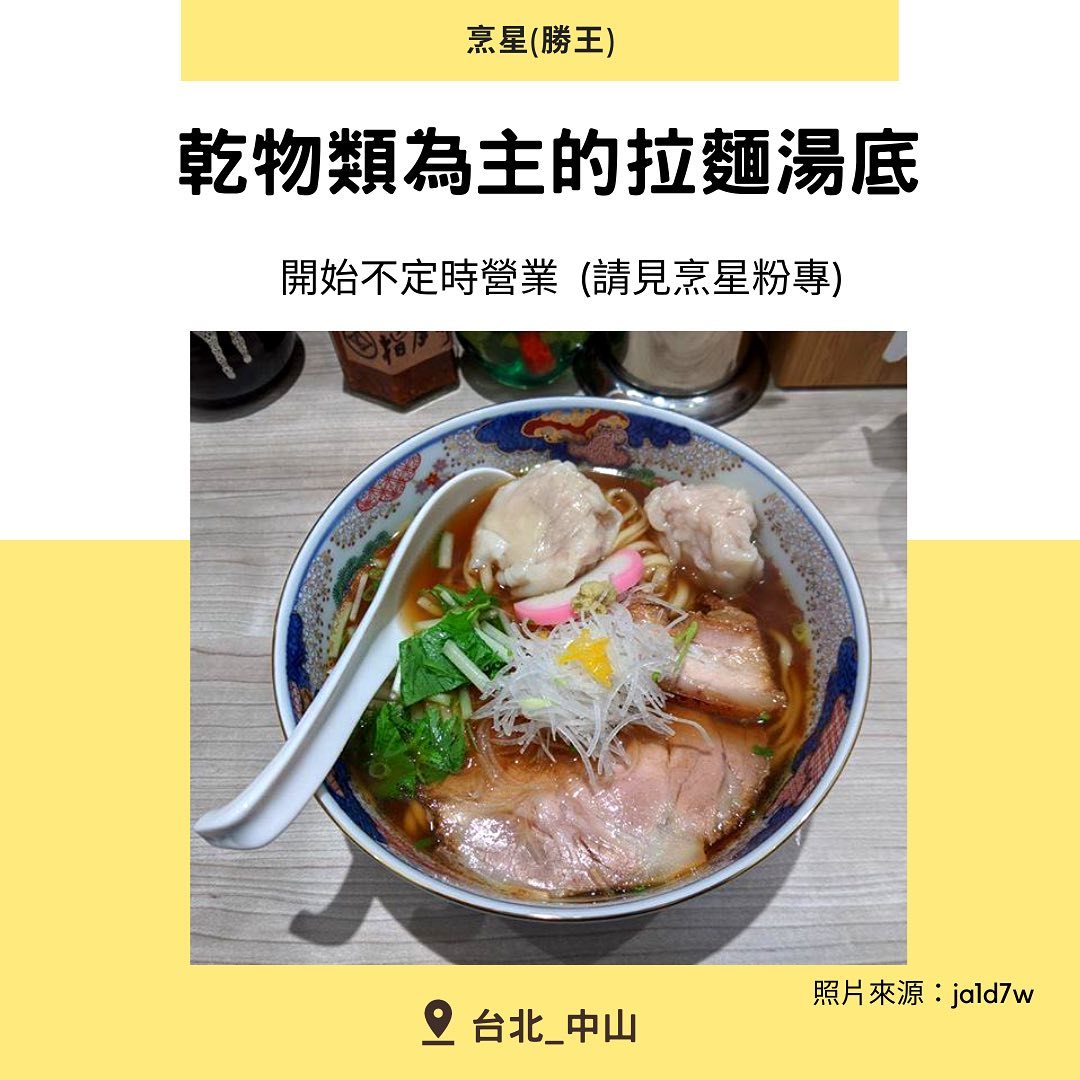 烹星(勝王)
乾物類為主的拉麵湯底
開始不定時營業 (請見烹星粉專)
照片來源：ja1d7w
台北_中山